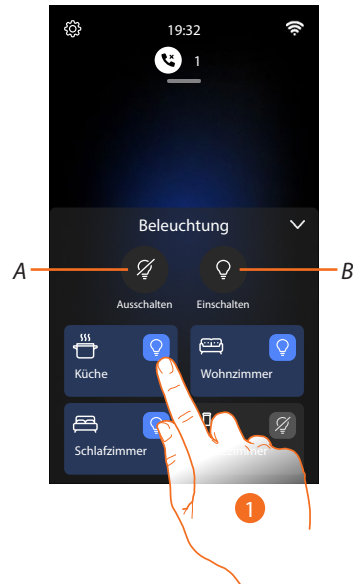 19:32
1
Beleuchtung
A
B
Ausschalten Einschalten
Küche Wohnzimmer
Schlafzimmer
1